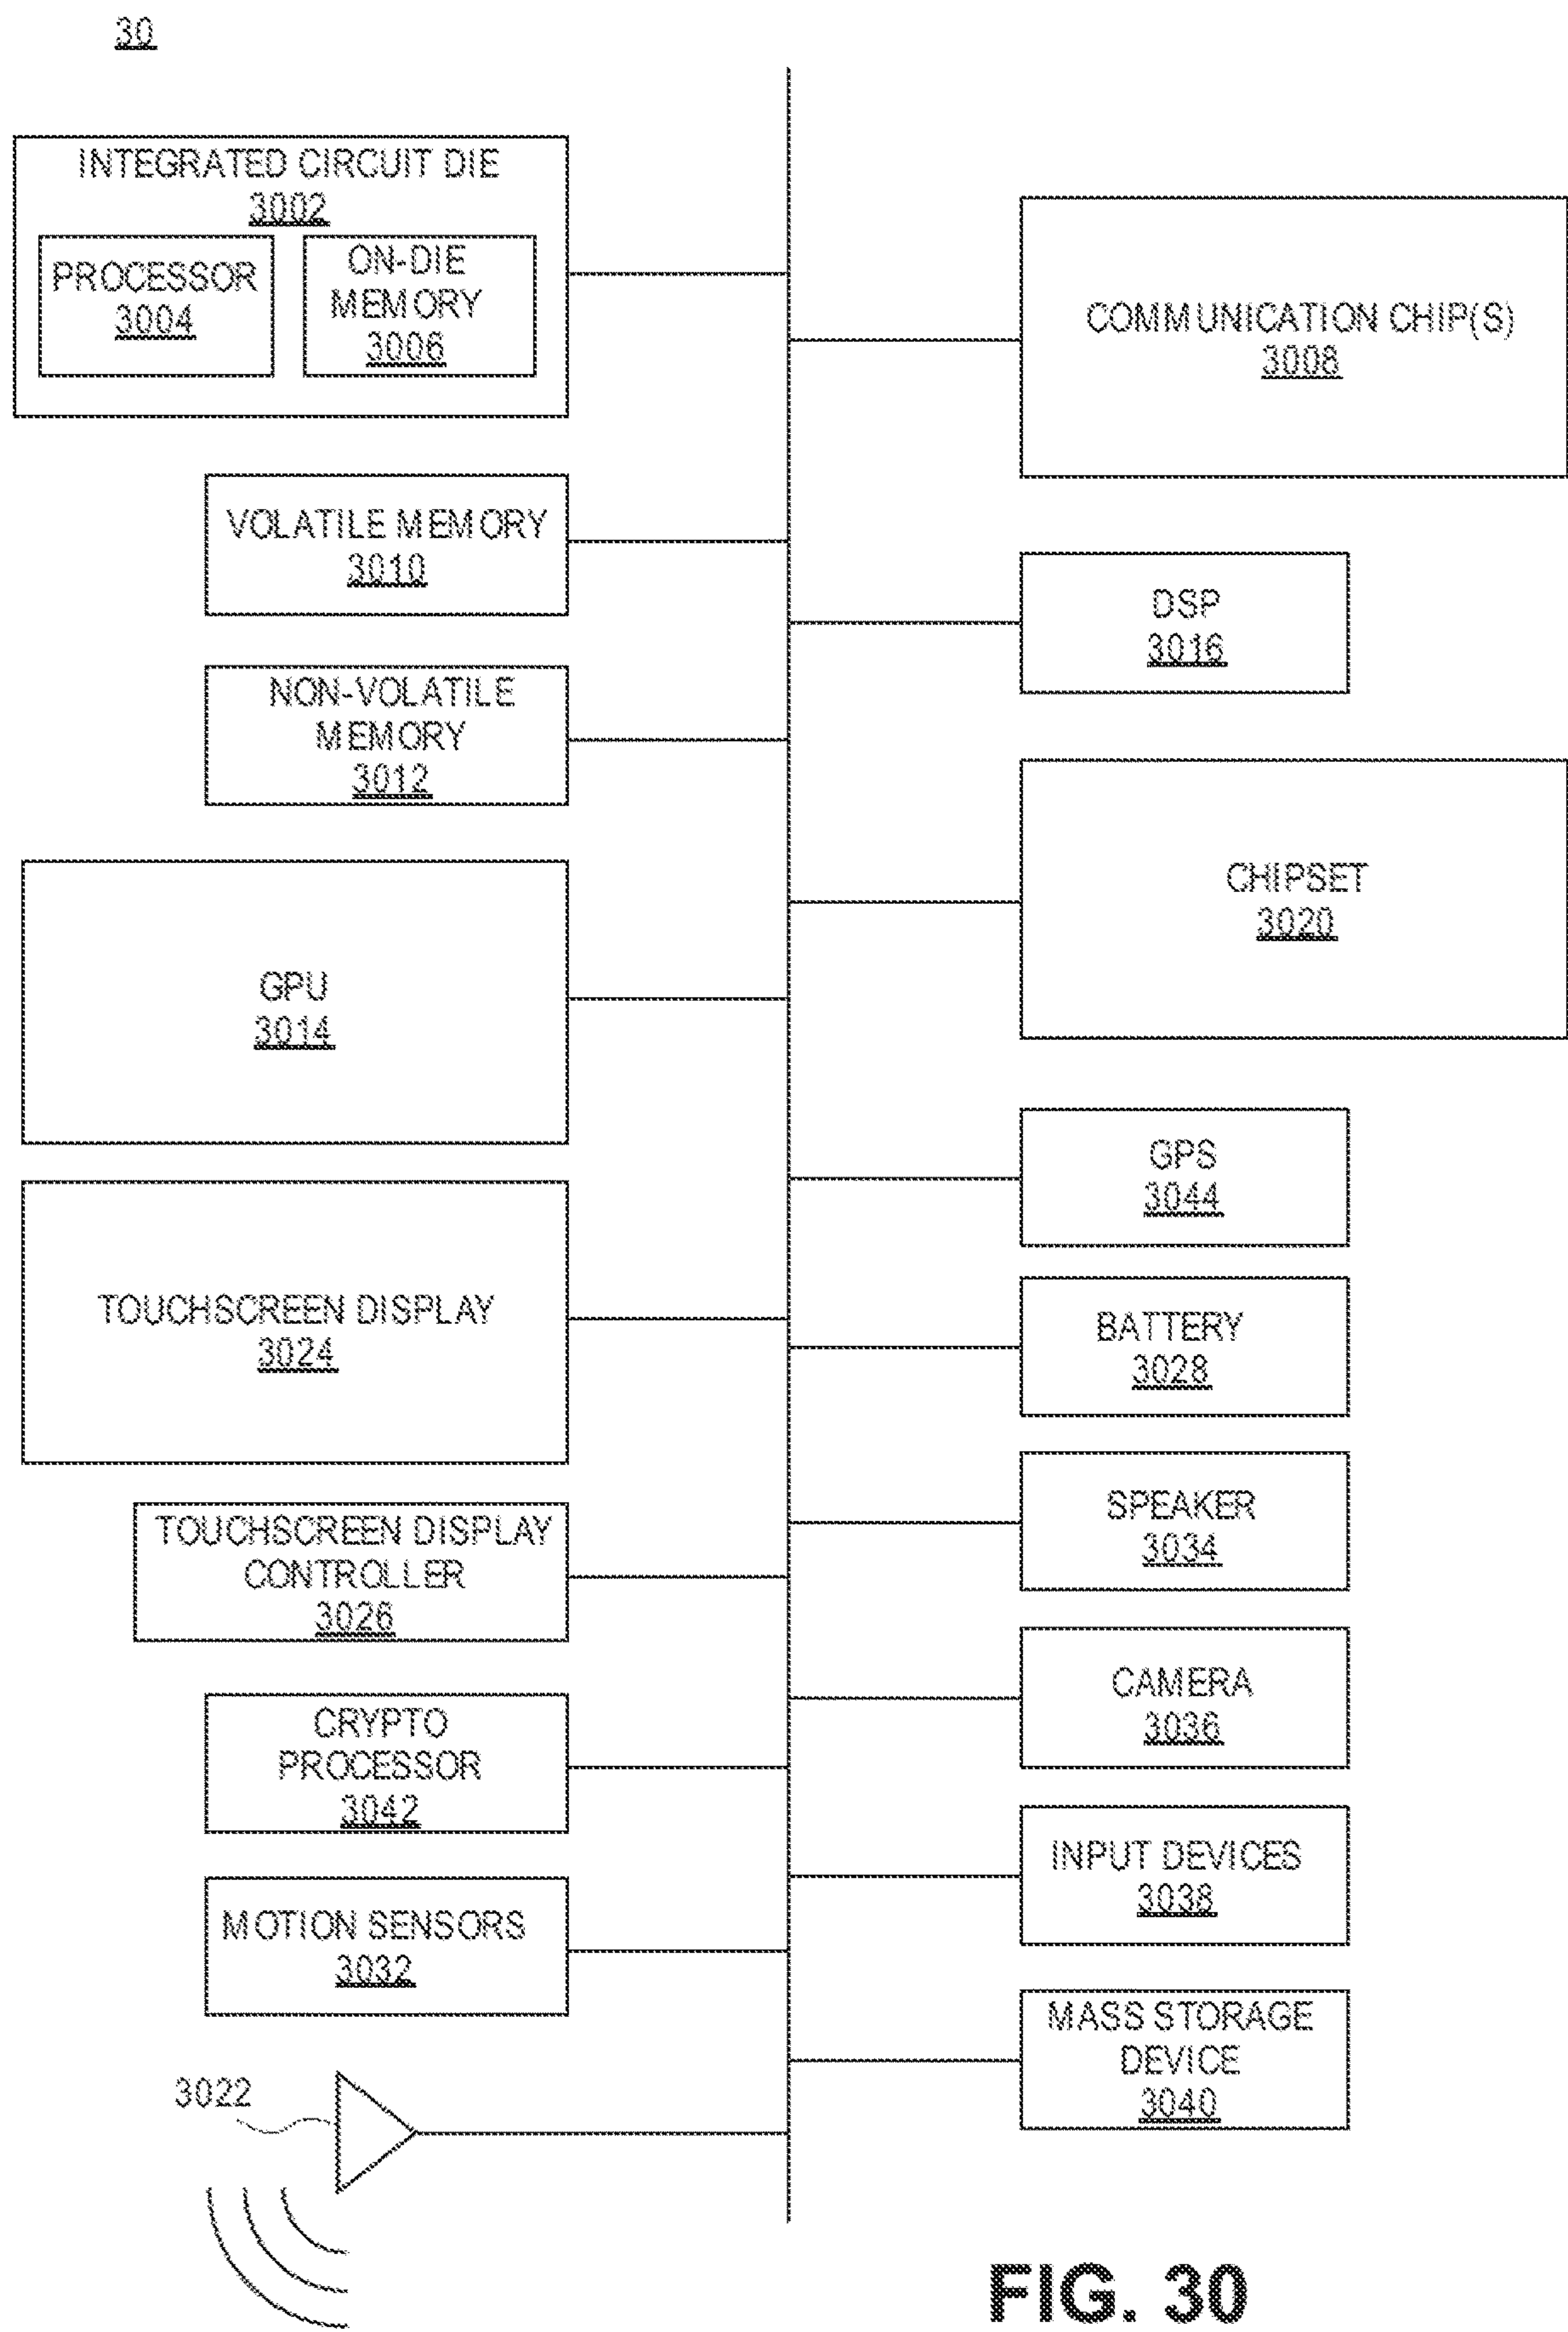 30
INTEGRATED CIRCUIT DIE
3002
PROCESSOR
3004
ON-DIE
MEMORY
3006
COMMUNICATION CHIP(S)
3008
VOLATILE MEMORY
3010
DSP
3016
NON-VOLATILE
MEMORY
3012
CHIPSET
3020
GPU
3014
GPS
3044
TOUCHSCREEN DISPLAY
3024
BATTERY
3028
SPEAKER
3034
TOUCHSCREEN DISPLAY
CONTROLLER
3026
CAMERA
3036
CRYPTO
PROCESSOR
3042
INPUT DEVICES
3038
MOTION SENSORS
3032
MASS STORAGE
DEVICE
3040
3022
FIG. 30